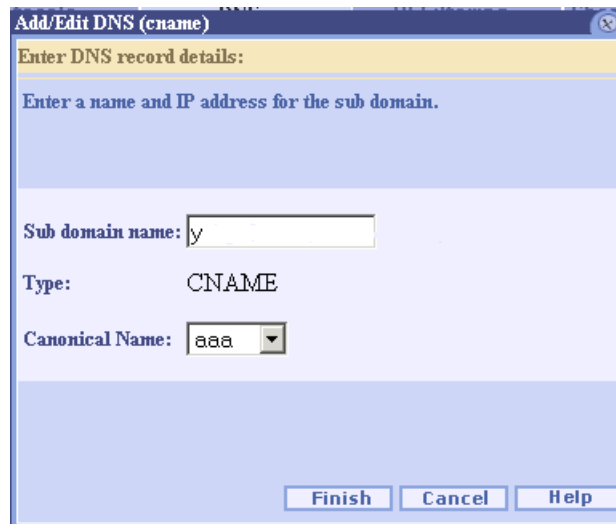 Add/Edit DNS (cname)
Enter DNS record details:
Enter a name and IP address for the sub domain.
Sub domain name: y
Type: CNAME
Canonical Name: aaa
Finish Cancel Help